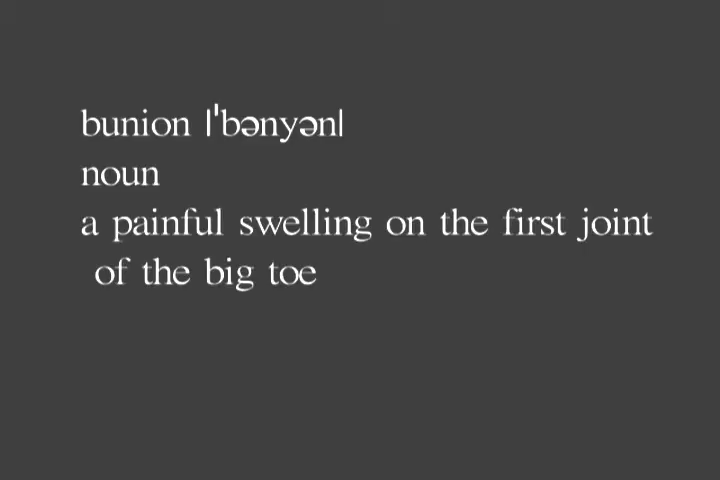 bunion |ˈbənyən|
noun
a painful swelling on the first joint
of the big toe